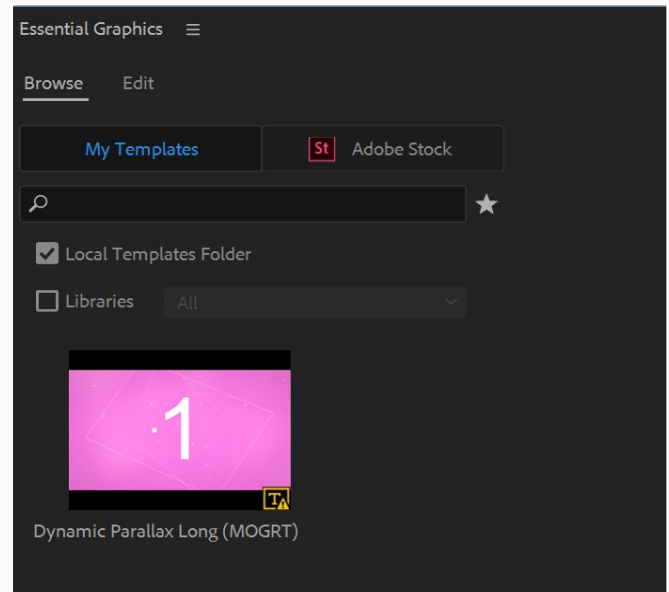 Essential Graphics
Browse Edit
My Templates St Adobe Stock
Local Templates Folder
Libraries All
1
T
Dynamic Parallax Long (MOGRT)